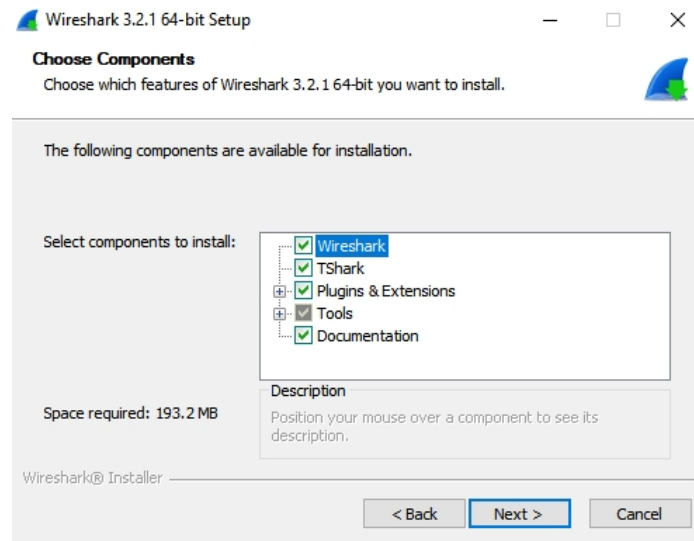 Wireshark 3.2.1 64-bit Setup
Choose Components
Choose which features of Wireshark 3.2.1 64-bit you want to install.
The following components are available for installation.
Select components to install:
Wireshark
TShark
Plugins & Extensions
Tools
Documentation
Space required: 193.2 MB
Description
Position your mouse over a component to see its
description.
Wireshark® Installer
< Back
Next >
Cancel